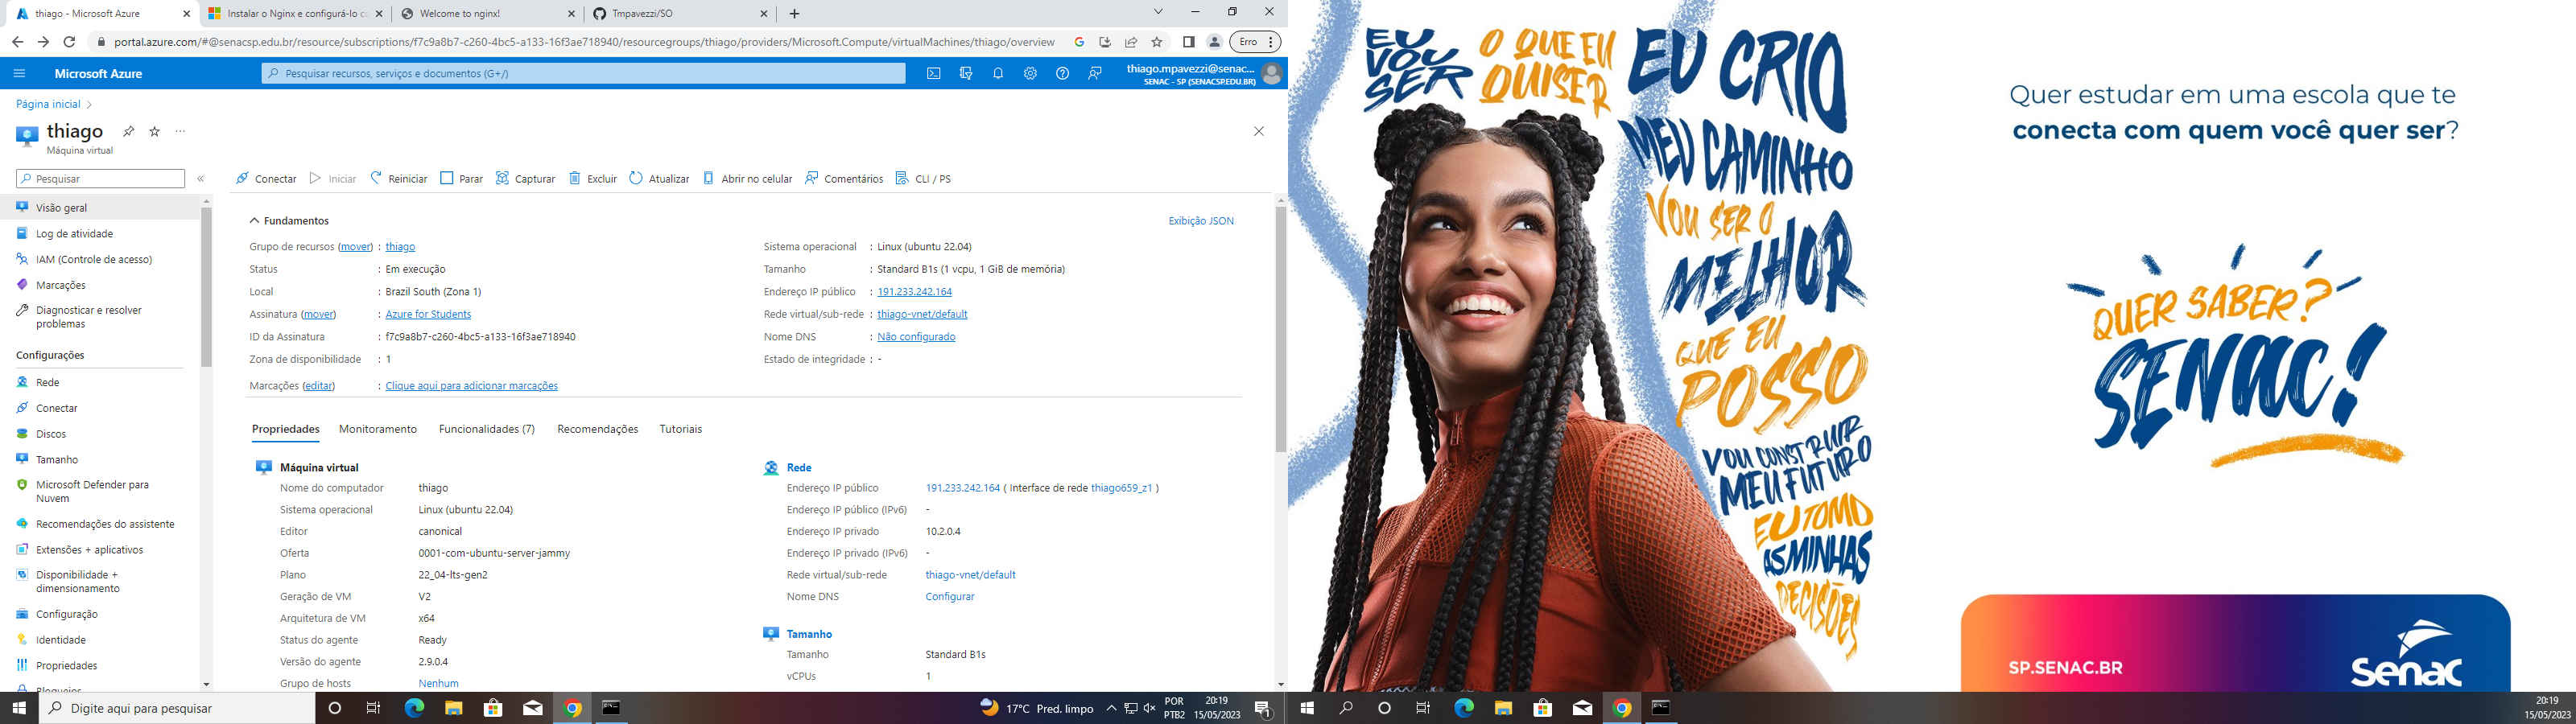 thiago - Microsoft Azure
Instalar o Nginx e configurá-lo co
Welcome to nginx!
Tmpavezzi/SO
portal.azure.com/#@senacsp.edu.br/resource/subscriptions/f7c9a8b7-c260-4bc5-a133-16f3ae718940/resourcegroups/thiago/providers/Microsoft.Compute/virtualMachines/thiago/overview
Erro
Microsoft Azure
Pesquisar recursos, serviços e documentos (G+/)
thiago.mpavezzi@senac...
SENAC - SP (SENACSP.EDU.BR)
Página inicial
thiago
Máquina virtual
Pesquisar
Conectar
Iniciar
Reiniciar
Parar
Capturar
Excluir
Atualizar
Abrir no celular
Comentários
CLI / PS
Visão geral
Log de atividade
IAM (Controle de acesso)
Marcações
Diagnosticar e resolver
problemas
Configurações
Rede
Conectar
Discos
Tamanho
Microsoft Defender para
Nuvem
Recomendações do assistente
Extensões + aplicativos
Disponibilidade +
dimensionamento
Configuração
Identidade
Propriedades
Bloqueios
Fundamentos
Exibição JSON
Grupo de recursos (mover) : thiago
Status : Em execução
Local : Brazil South (Zona 1)
Assinatura (mover) : Azure for Students
ID da Assinatura : f7c9a8b7-c260-4bc5-a133-16f3ae718940
Zona de disponibilidade : 1
Marcações (editar) : Clique aqui para adicionar marcações
Sistema operacional : Linux (ubuntu 22.04)
Tamanho : Standard B1s (1 vcpu, 1 GiB de memória)
Endereço IP público : 191.233.242.164
Rede virtual/sub-rede : thiago-vnet/default
Nome DNS : Não configurado
Estado de integridade : -
Propriedades
Monitoramento
Funcionalidades (7)
Recomendações
Tutoriais
Máquina virtual
Nome do computador thiago
Sistema operacional Linux (ubuntu 22.04)
Editor canonical
Oferta 0001-com-ubuntu-server-jammy
Plano 22_04-lts-gen2
Geração de VM V2
Arquitetura de VM x64
Status do agente Ready
Versão do agente 2.9.0.4
Grupo de hosts Nenhum
Rede
Endereço IP público 191.233.242.164 ( Interface de rede thiago659_z1 )
Endereço IP público (IPv6) -
Endereço IP privado 10.2.0.4
Endereço IP privado (IPv6) -
Rede virtual/sub-rede thiago-vnet/default
Nome DNS Configurar
Tamanho
Tamanho Standard B1s
vCPUs 1
Digite aqui para pesquisar
17°C Pred. limpo
POR
PTB2
20:19
15/05/2023
1
EU
VOU
SER
O QUE EU
QUISER
EU CRIO
MEU CAMINHO
VOU SER O
MELHOR
QUE EU
POSSO
VOU CONSTRUIR
MEU FUTURO
EU TOMO
AS MINHAS
DECISÕES
Quer estudar em uma escola que te
conecta com quem você quer ser?
QUER SABER?
SENAC!
SP.SENAC.BR
Senac
20:19
15/05/2023